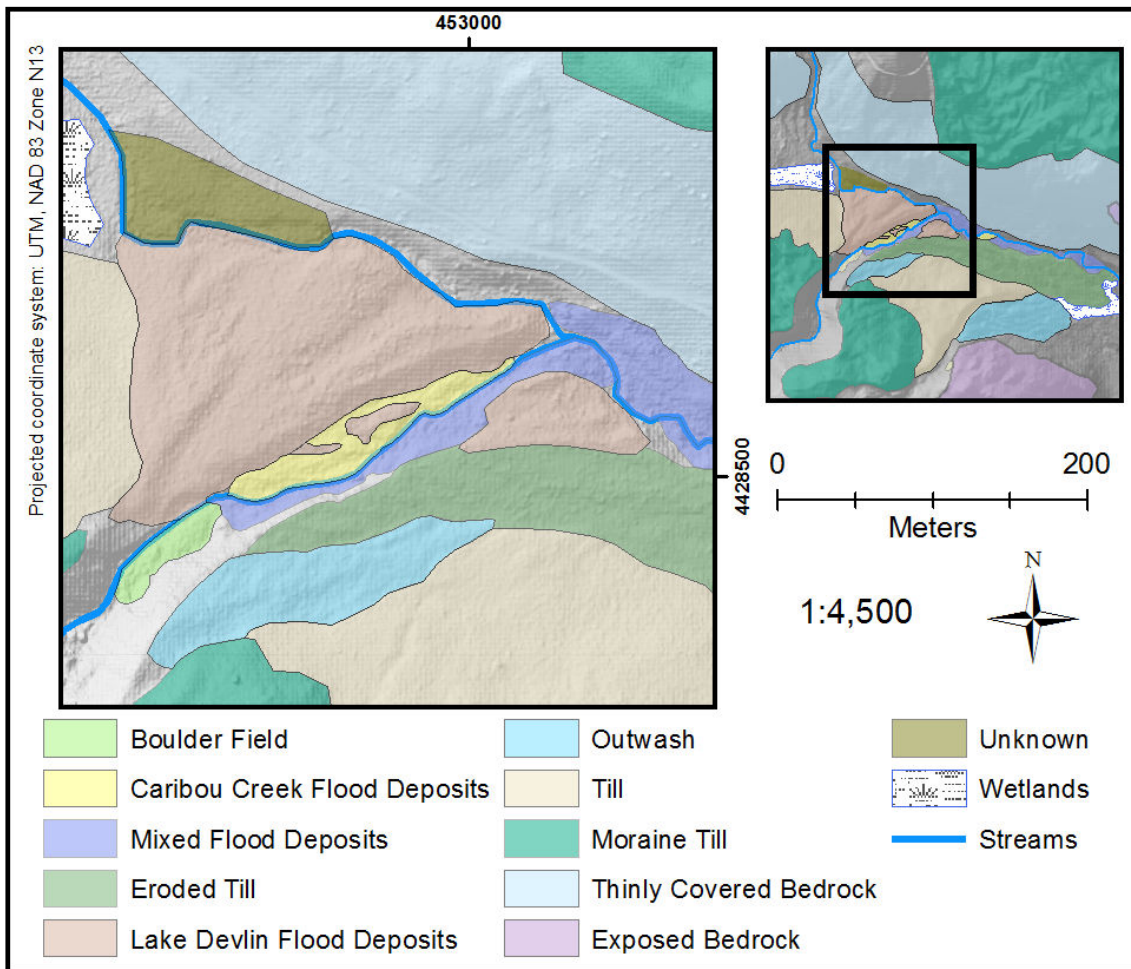 453000
Projected coordinate system: UTM, NAD 83 Zone N13
4428500
0 200
Meters
N
1:4,500
Boulder Field
Caribou Creek Flood Deposits
Mixed Flood Deposits
Eroded Till
Lake Devlin Flood Deposits
Outwash
Till
Moraine Till
Thinly Covered Bedrock
Exposed Bedrock
Unknown
Wetlands
Streams